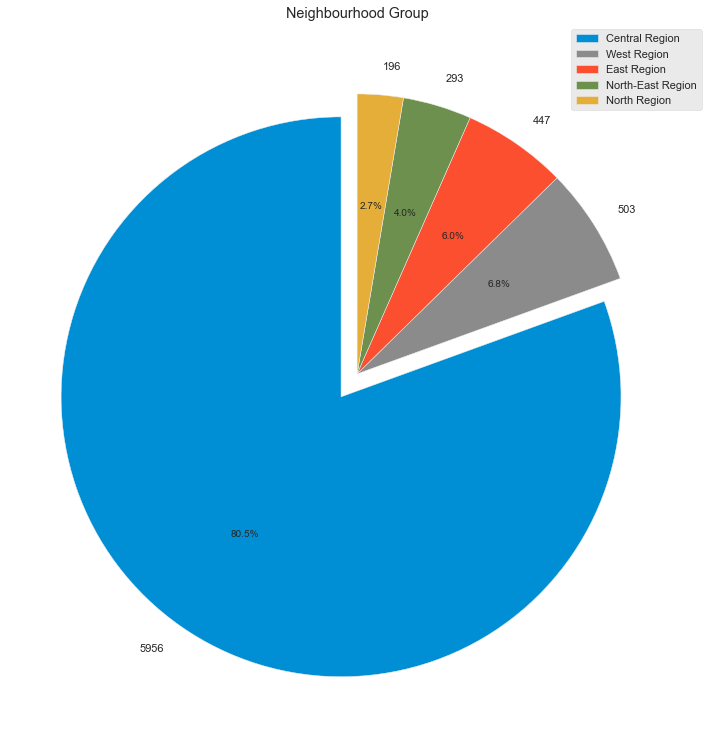 Neighbourhood Group
Central Region
West Region
East Region
North-East Region
North Region
196
293
447
503
2.7%
4.0%
6.0%
6.8%
80.5%
5956